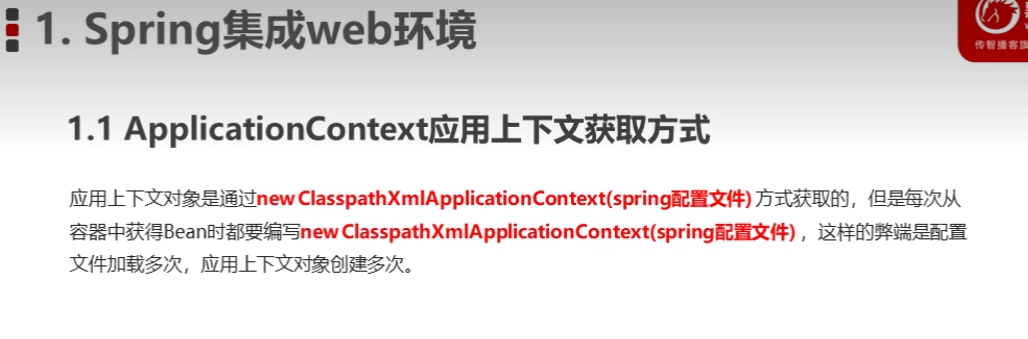 1. Spring集成web环境
传智播客旗
1.1 ApplicationContext应用上下文获取方式
应用上下文对象是通过new ClasspathXmlApplicationContext(spring配置文件) 方式获取的，但是每次从
容器中获得Bean时都要编写new ClasspathXmlApplicationContext(spring配置文件) ，这样的弊端是配置
文件加载多次，应用上下文对象创建多次。